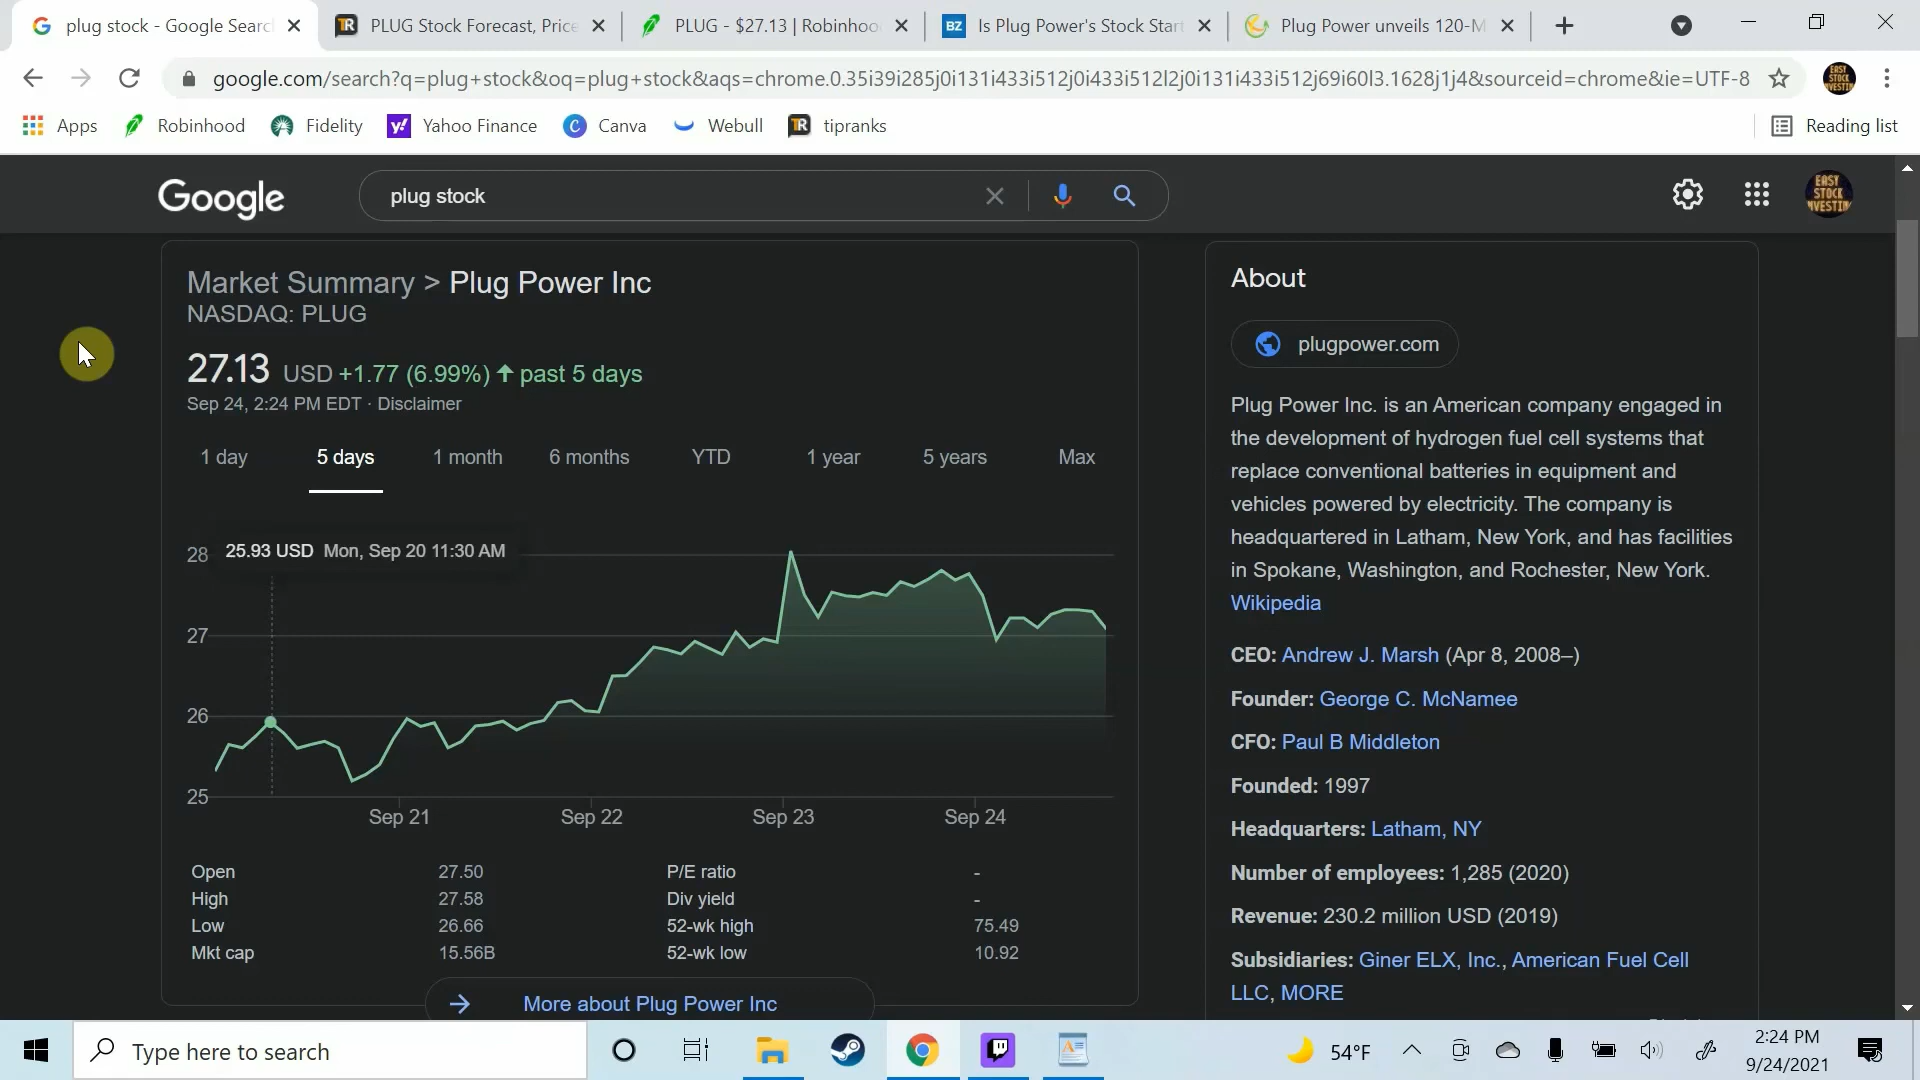 plug stock - Google Searc
PLUG Stock Forecast, Price
PLUG - $27.13 | Robinhoo
BZ
Is Plug Power's Stock Start
Plug Power unveils 120-M
google.com/search?q=plug+stock&oq=plug+stock&aqs=chrome.0.35i39i285j0i131i433i512j0i433i512l2j0i131i433i512j69i60l3.1628j1j4&sourceid=chrome&ie=UTF-8
Apps
Robinhood
Fidelity
Yahoo Finance
Canva
Webull
tipranks
Reading list
Google
plug stock
EASY
STOCK
INVESTING
Market Summary > Plug Power Inc
NASDAQ: PLUG
27.13 USD +1.77 (6.99%) ↑ past 5 days
Sep 24, 2:24 PM EDT · Disclaimer
1 day
5 days
1 month
6 months
YTD
1 year
5 years
Max
25.93 USD Mon, Sep 20 11:30 AM
28
27
26
25
Sep 21
Sep 22
Sep 23
Sep 24
Open 27.50 P/E ratio -
High 27.58 Div yield -
Low 26.66 52-wk high 75.49
Mkt cap 15.56B 52-wk low 10.92
More about Plug Power Inc
About
plugpower.com
Plug Power Inc. is an American company engaged in
the development of hydrogen fuel cell systems that
replace conventional batteries in equipment and
vehicles powered by electricity. The company is
headquartered in Latham, New York, and has facilities
in Spokane, Washington, and Rochester, New York.
Wikipedia
CEO: Andrew J. Marsh (Apr 8, 2008–)
Founder: George C. McNamee
CFO: Paul B Middleton
Founded: 1997
Headquarters: Latham, NY
Number of employees: 1,285 (2020)
Revenue: 230.2 million USD (2019)
Subsidiaries: Giner ELX, Inc., American Fuel Cell
LLC, MORE
Type here to search
54°F
2:24 PM
9/24/2021